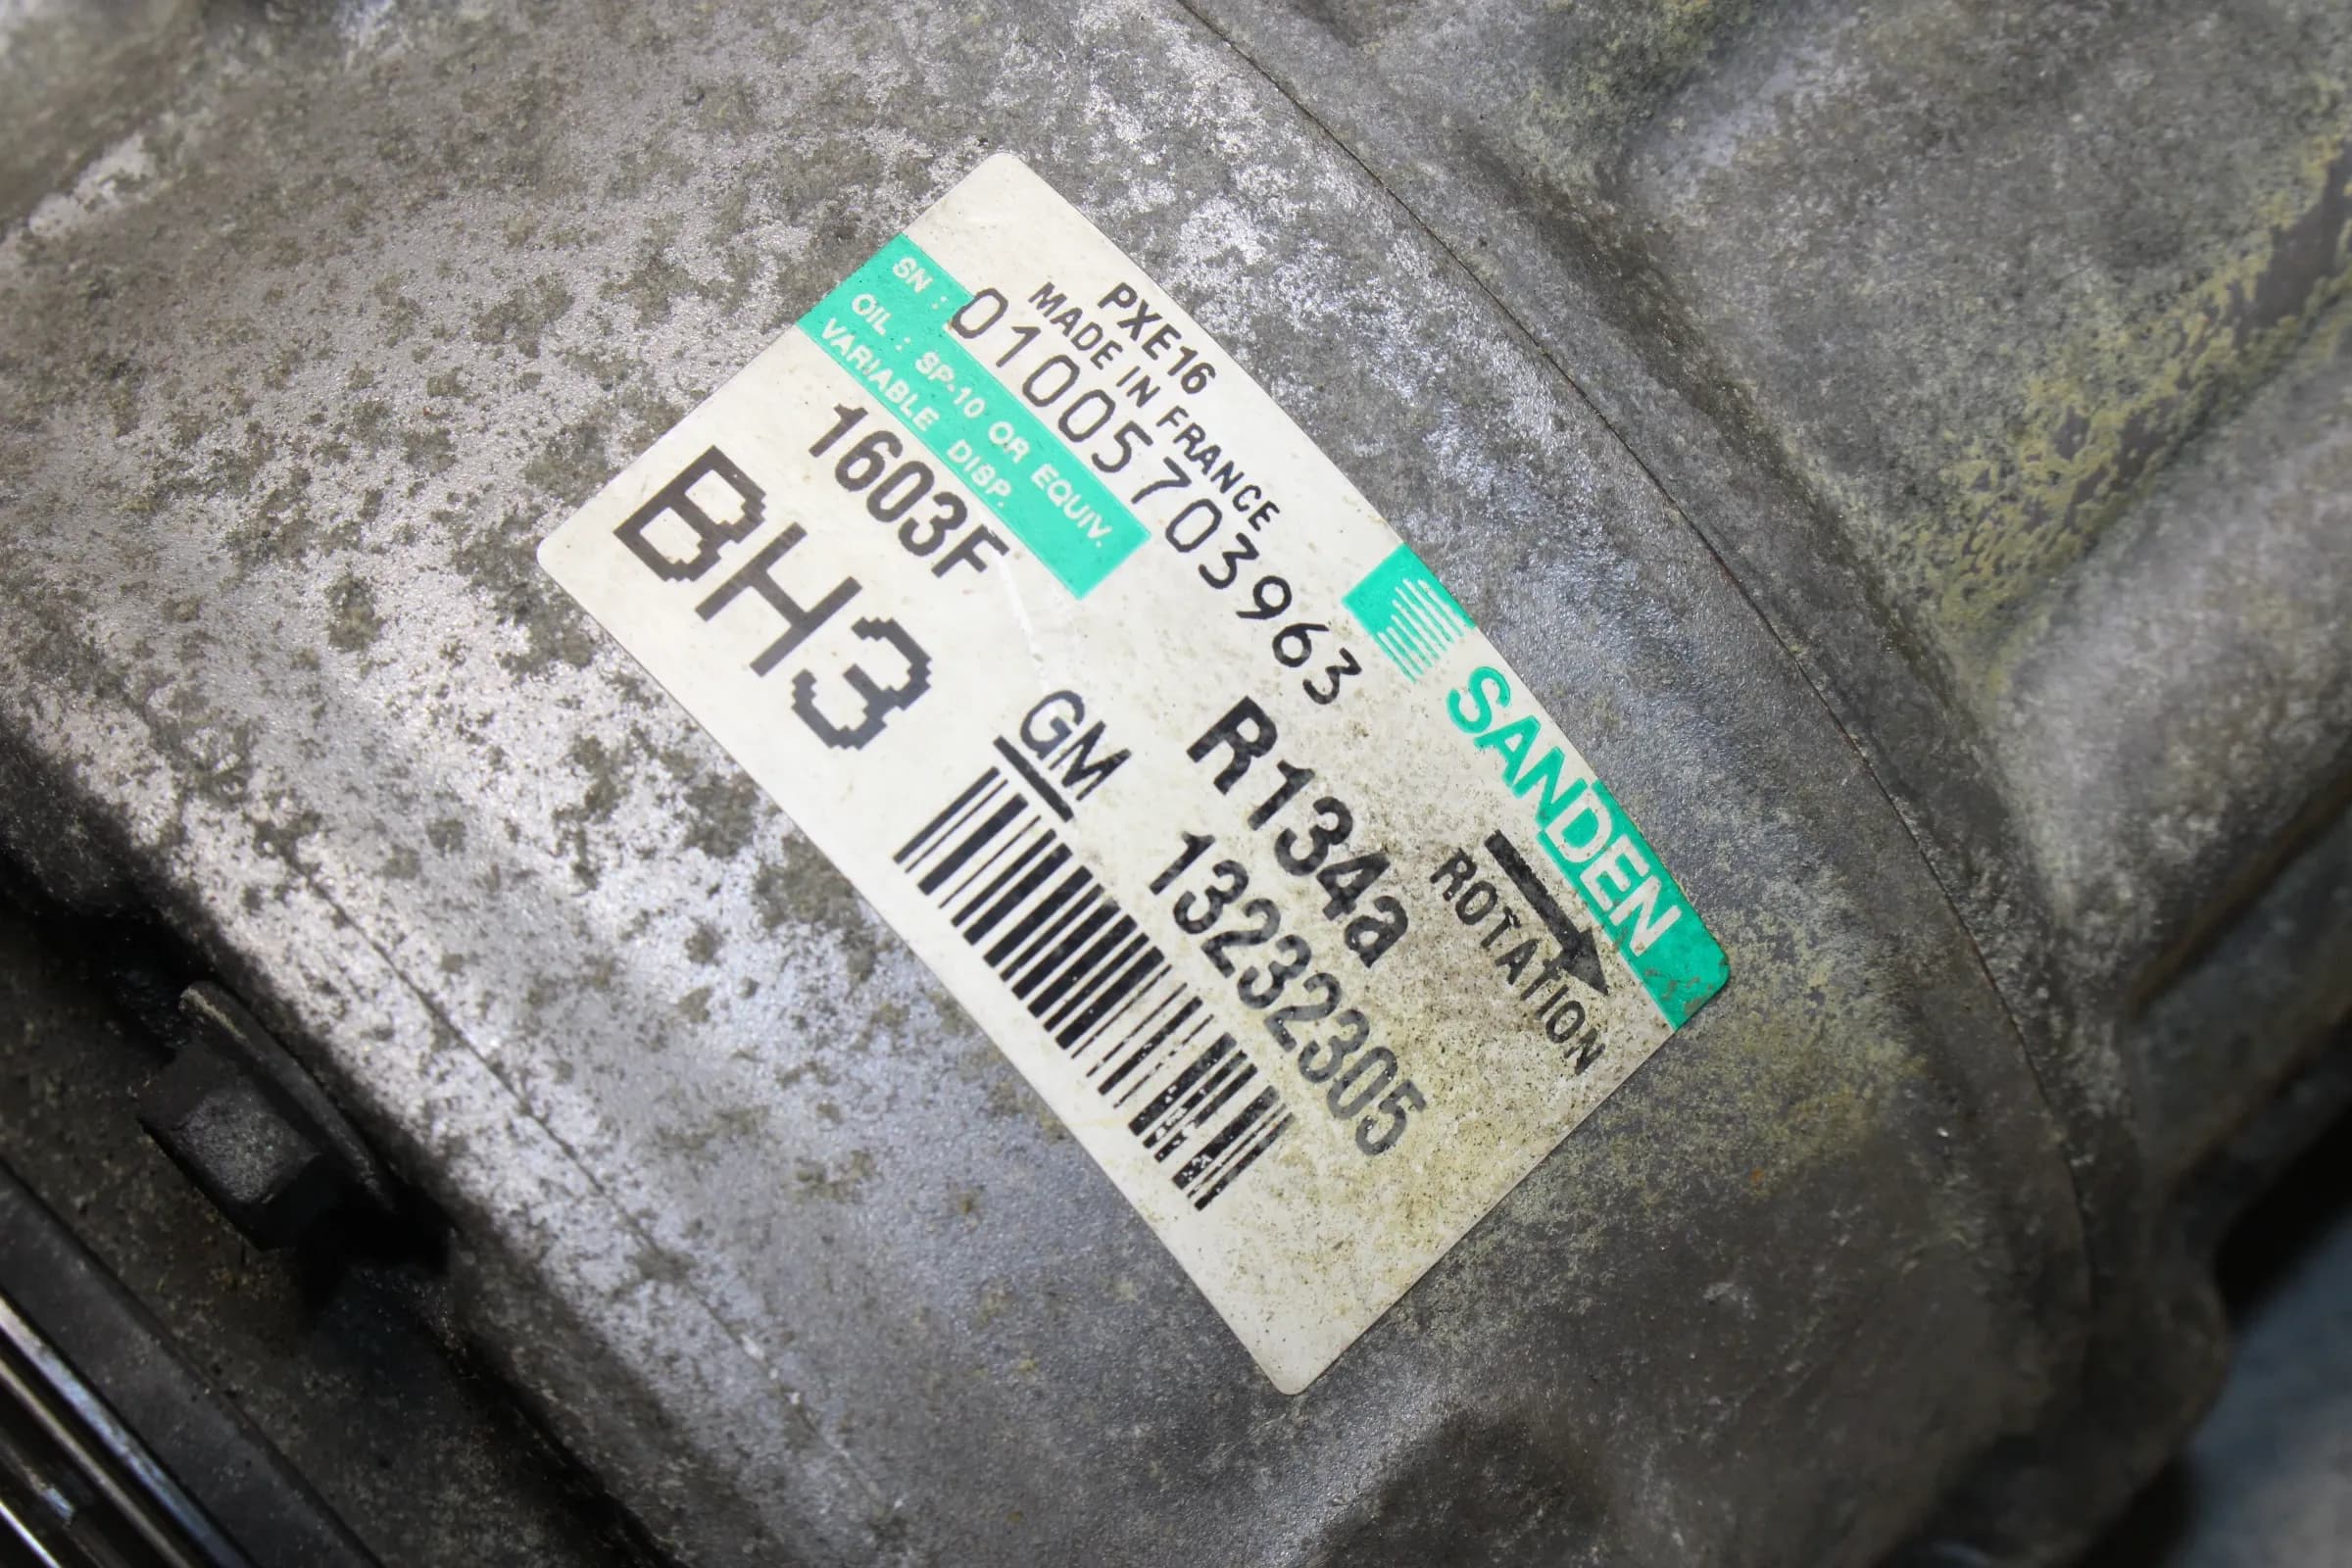 SANDEN
ROTATION
PXE16
MADE IN FRANCE
SN : 01005703963
OIL : SP-10 OR EQUIV.
VARIABLE DISP.
R134a
1603F
BH3
GM 13232305